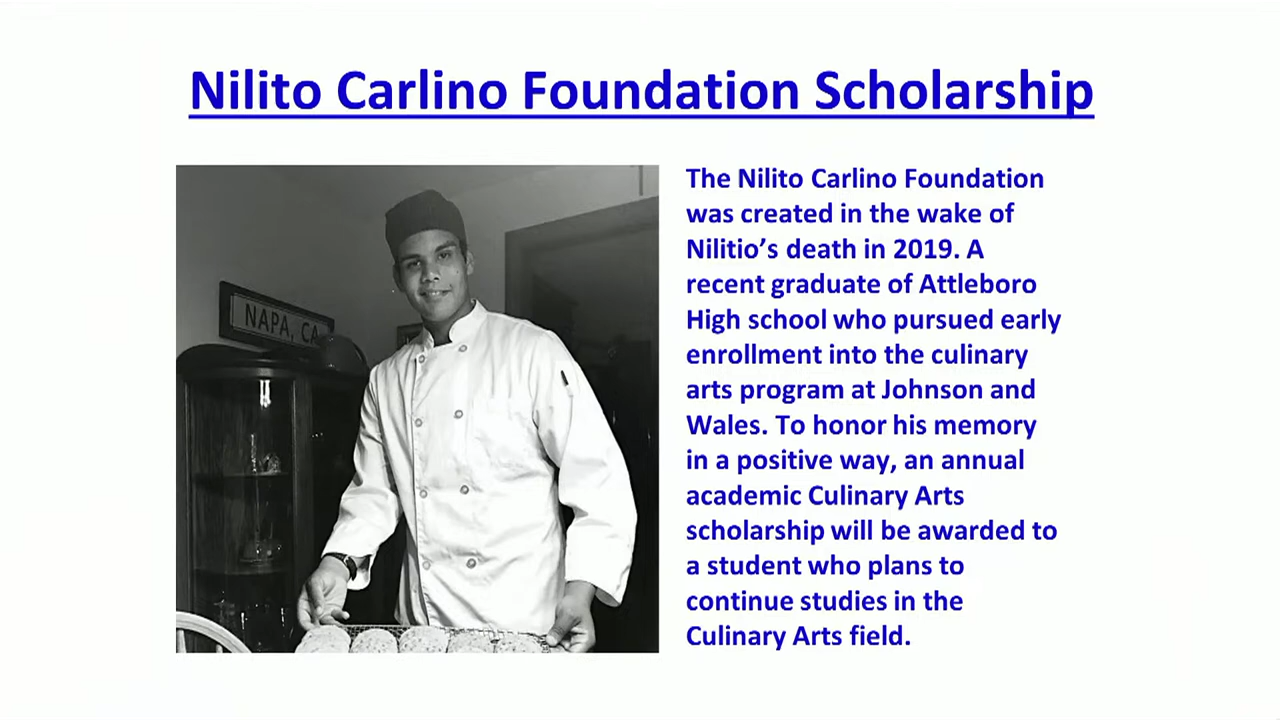 Nilito Carlino Foundation Scholarship
NAPA, CA
The Nilito Carlino Foundation
was created in the wake of
Nilitio’s death in 2019. A
recent graduate of Attleboro
High school who pursued early
enrollment into the culinary
arts program at Johnson and
Wales. To honor his memory
in a positive way, an annual
academic Culinary Arts
scholarship will be awarded to
a student who plans to
continue studies in the
Culinary Arts field.